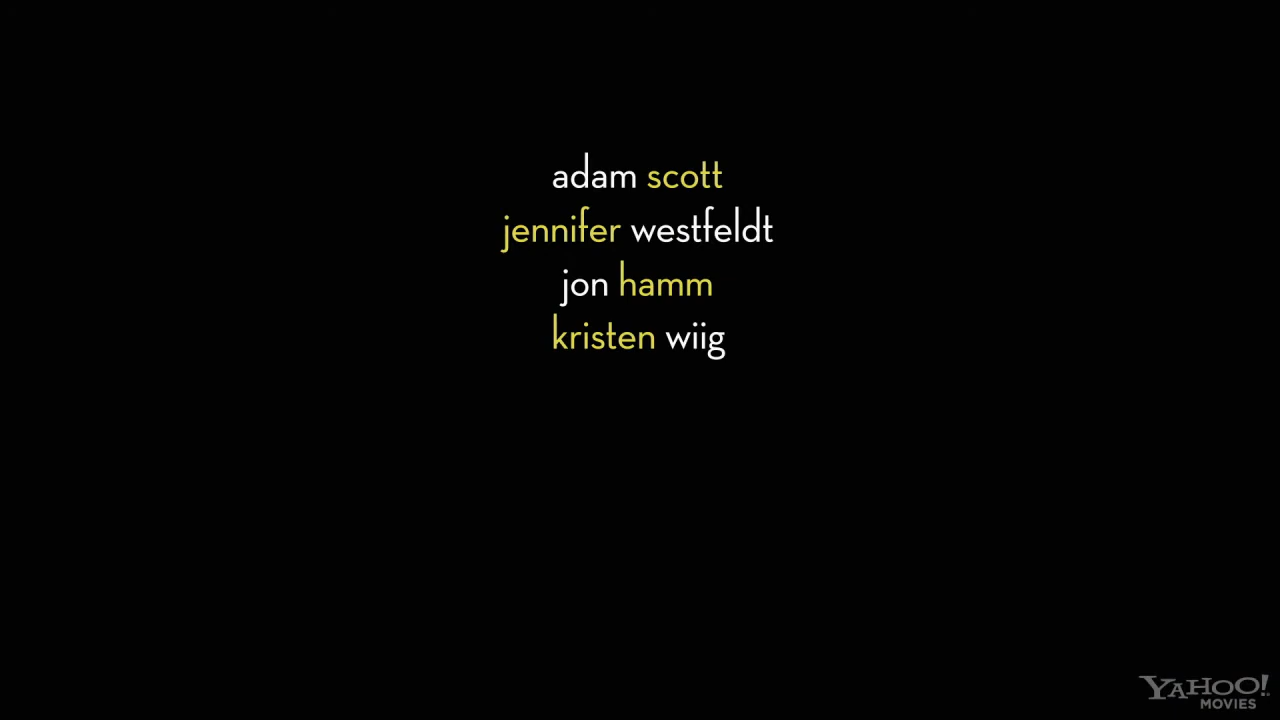 adam scott
jennifer westfeldt
jon hamm
kristen wiig
YAHOO!
MOVIES